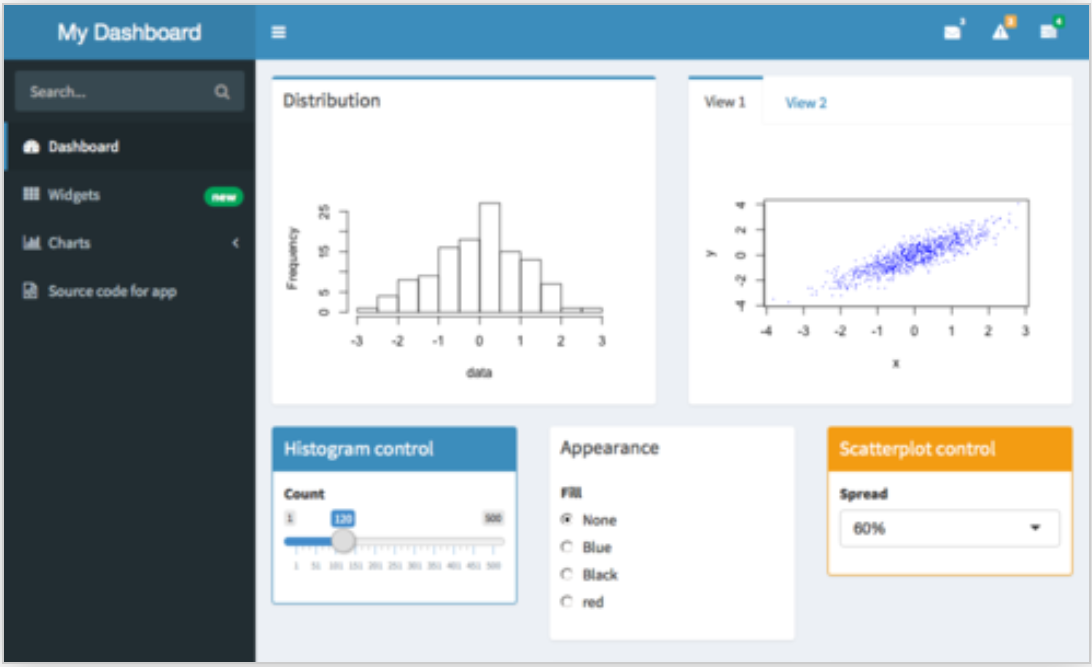 My Dashboard
3
3
4
Search...
Dashboard
Widgets
new
Charts
Source code for app
Distribution
Frequency
25
15
5
0
-3 -2 -1 0 1 2 3
data
View 1
View 2
y
4
2
0
-2
-4
-4 -3 -2 -1 0 1 2 3
x
Histogram control
Count
1
120
500
1 51 101 151 201 251 301 351 401 451 500
Appearance
Fill
None
Blue
Black
red
Scatterplot control
Spread
60%